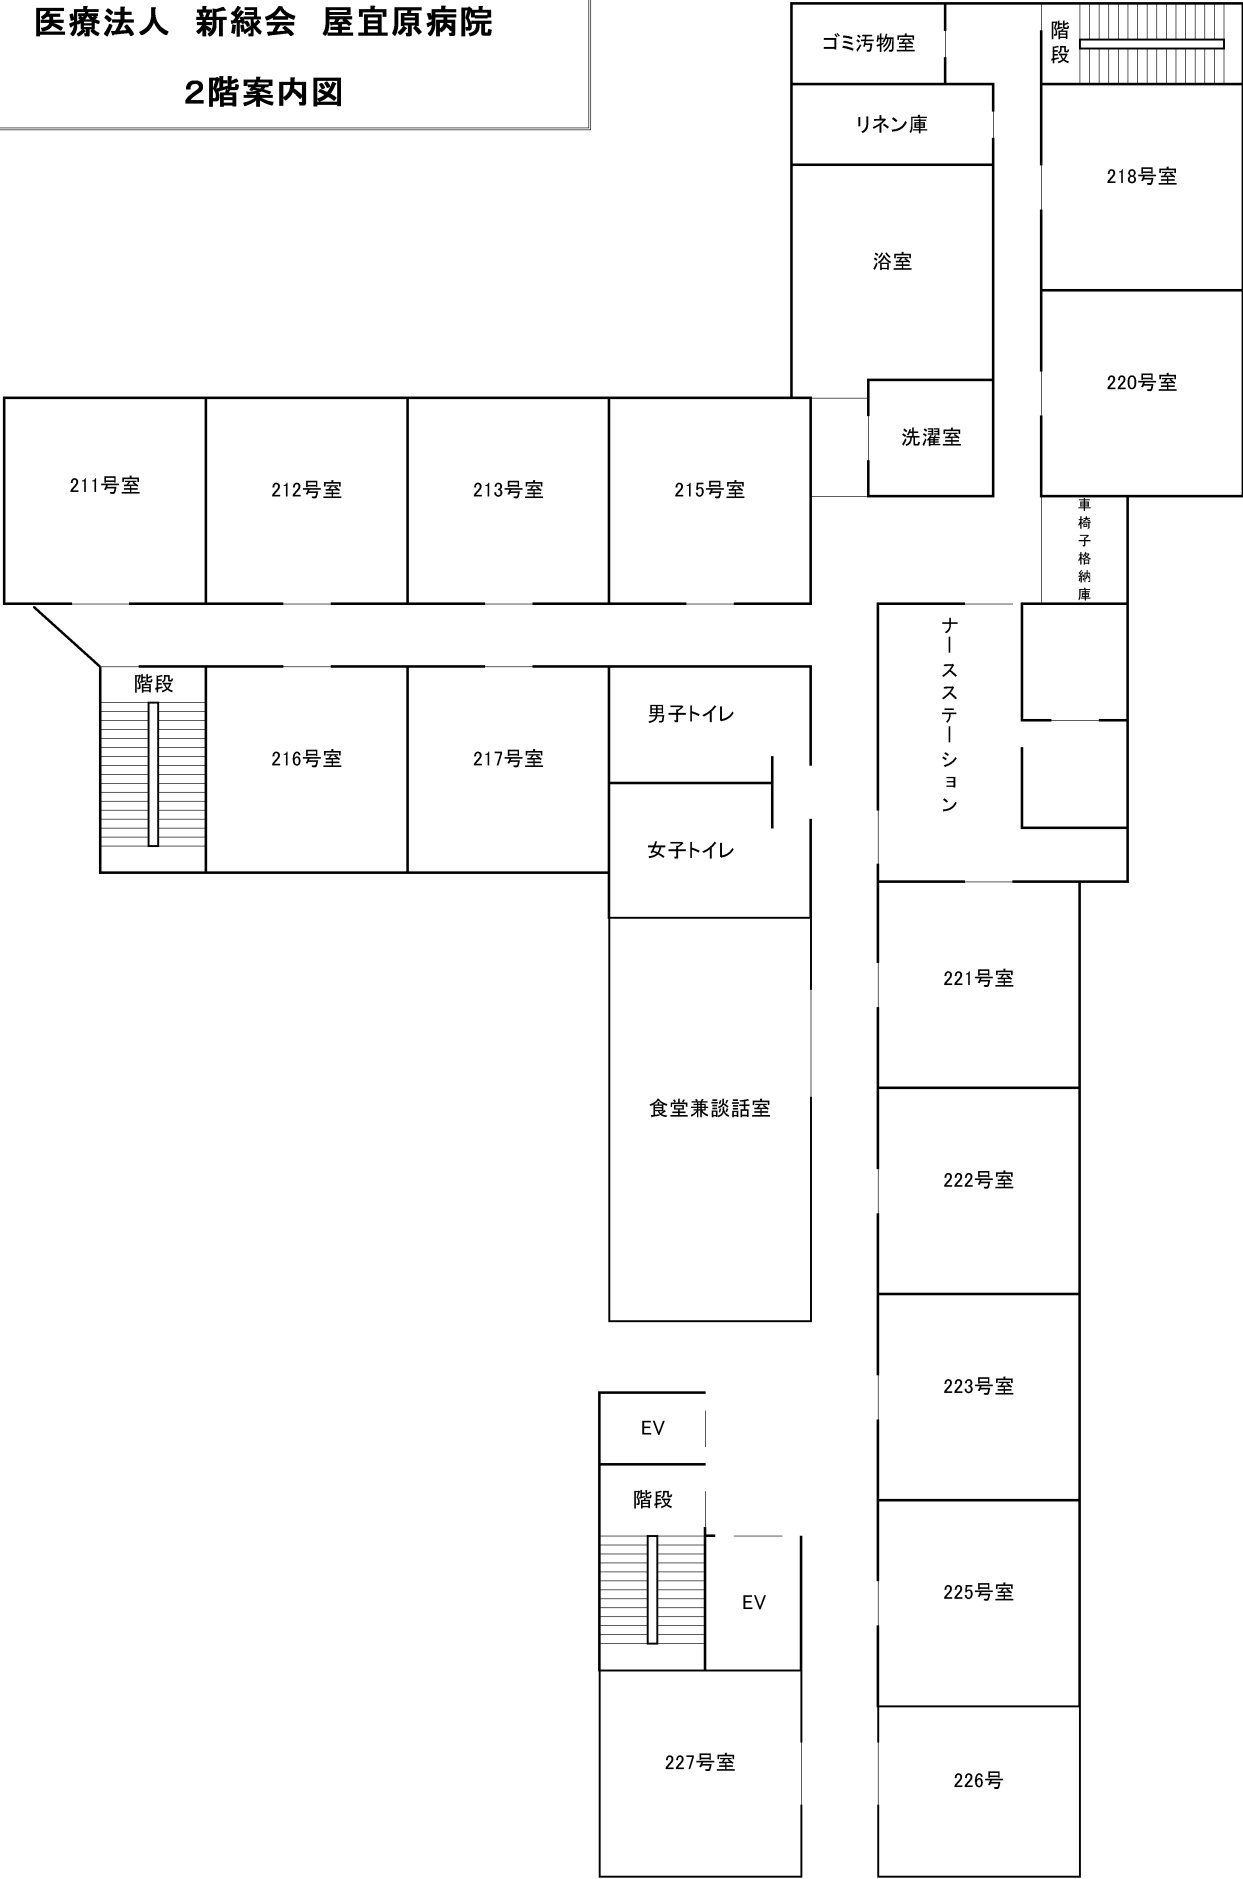 医療法人　新緑会　屋宜原病院
２階案内図
ゴミ汚物室
階段
リネン庫
218号室
浴室
220号室
洗濯室
211号室
212号室
213号室
215号室
車椅子格納庫
ナースステーション
階段
216号室
217号室
男子トイレ
女子トイレ
221号室
食堂兼談話室
222号室
223号室
EV
階段
225号室
EV
227号室
226号